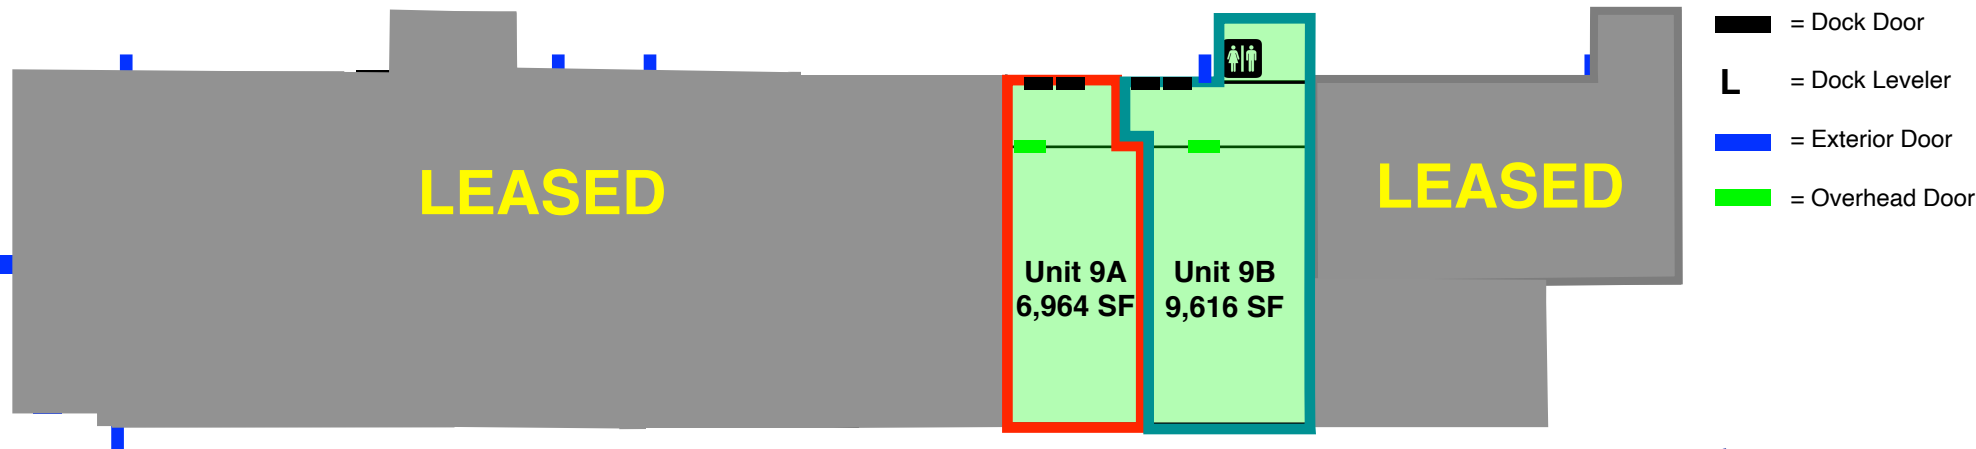 = Dock Door
L = Dock Leveler
= Exterior Door
= Overhead Door
LEASED
LEASED
Unit 9A
6,964 SF
Unit 9B
9,616 SF